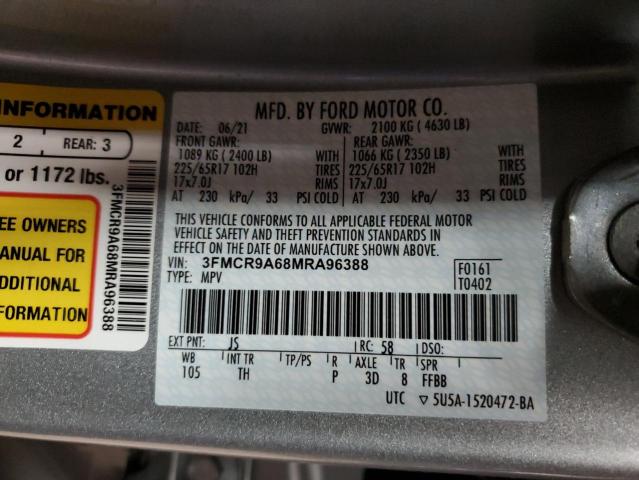 INFORMATION
2 REAR: 3
or 1172 lbs.
EE OWNERS
ANUAL FOR
DDITIONAL
3FMCR9A68MRA96388
MFD. BY FORD MOTOR CO.
DATE: 06/21 GVWR: 2100 KG (4630 LB)
FRONT GAWR: REAR GAWR:
1089 KG (2400 LB) WITH 1066 KG (2350 LB) WITH
225/65R17 102H TIRES 225/65R17 102H TIRES
17x7.0J RIMS 17x7.0J RIMS
AT 230 kPa/ 33 PSI COLD AT 230 kPa/ 33 PSI COLD
THIS VEHICLE CONFORMS TO ALL APPLICABLE FEDERAL MOTOR
VEHICLE SAFETY AND THEFT PREVENTION STANDARDS IN
EFFECT ON THE DATE OF MANUFACTURE SHOWN ABOVE.
VIN: 3FMCR9A68MRA96388
TYPE: MPV
F0161
T0402
EXT PNT: JS RC: 58 DSO:
WB INT TR TP/PS R AXLE TR SPR
105 TH P 3D 8 FFBB
UTC ▽ 5U5A-1520472-BA